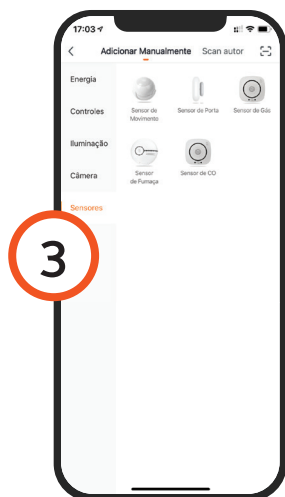 17:03
Adicionar Manualmente Scan autor
Energia
Controles
Iluminação
Câmera
Sensores
Sensor de
Movimento
Sensor de Porta
Sensor de Gás
Sensor
de Fumaça
Sensor de CO
3